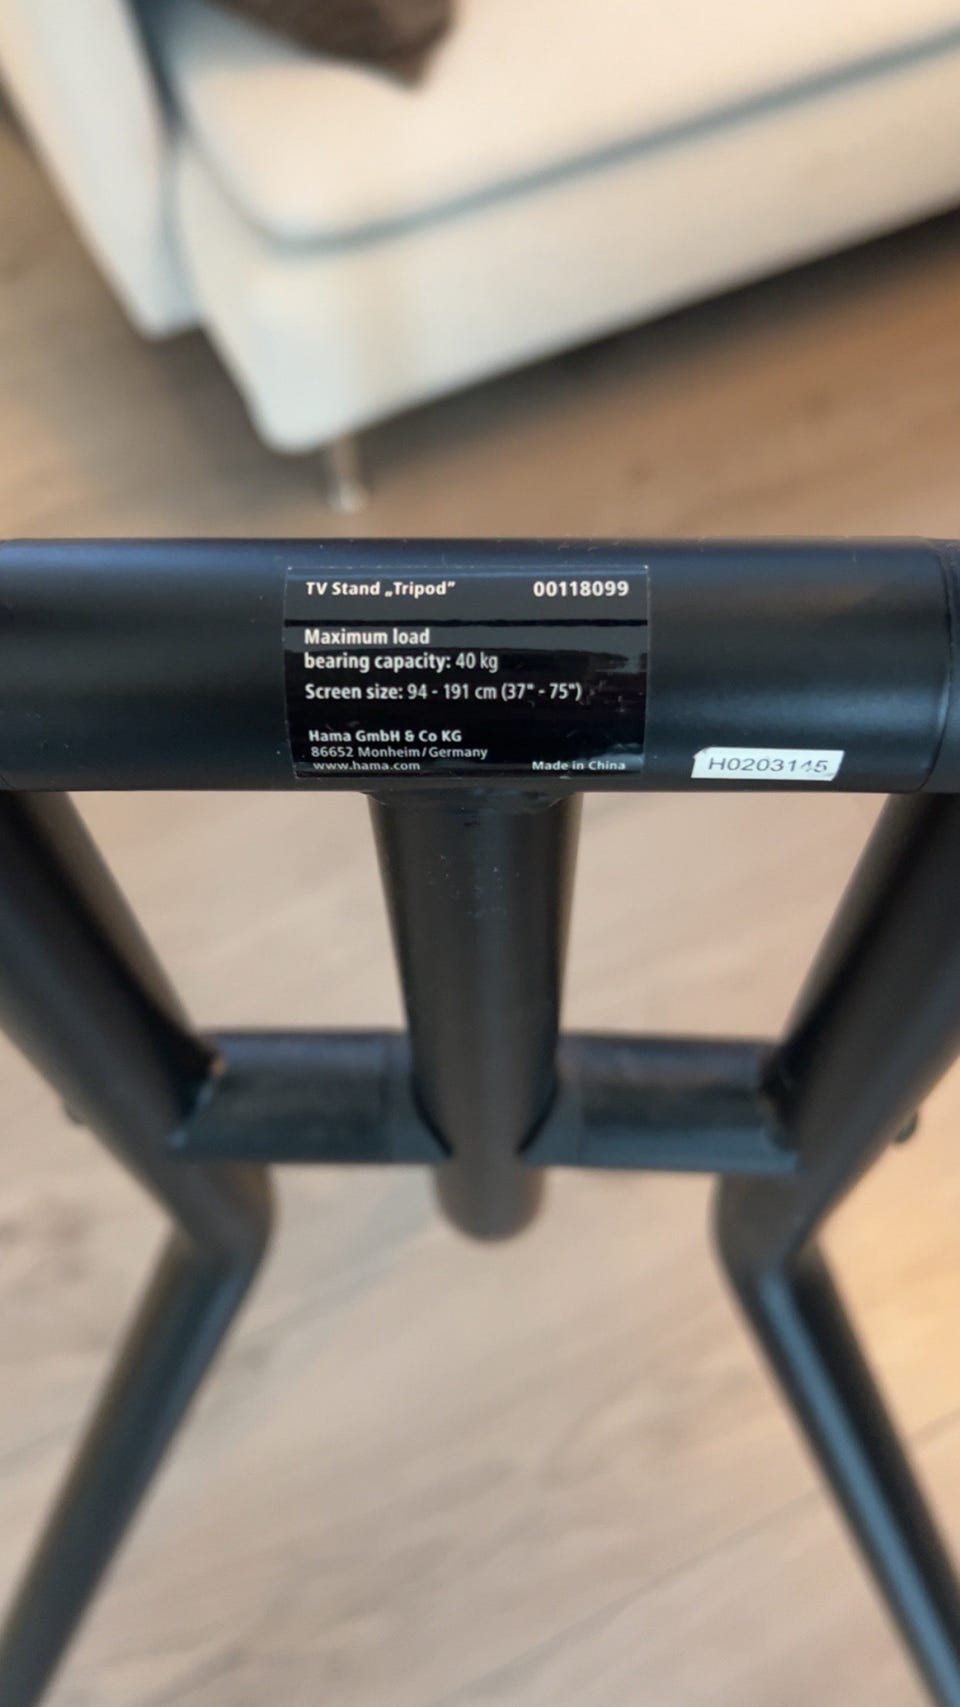 TV Stand „Tripod” 00118099
Maximum load
bearing capacity: 40 kg
Screen size: 94 - 191 cm (37" - 75")
Hama GmbH & Co KG
86652 Monheim/Germany
www.hama.com Made in China
H0203145